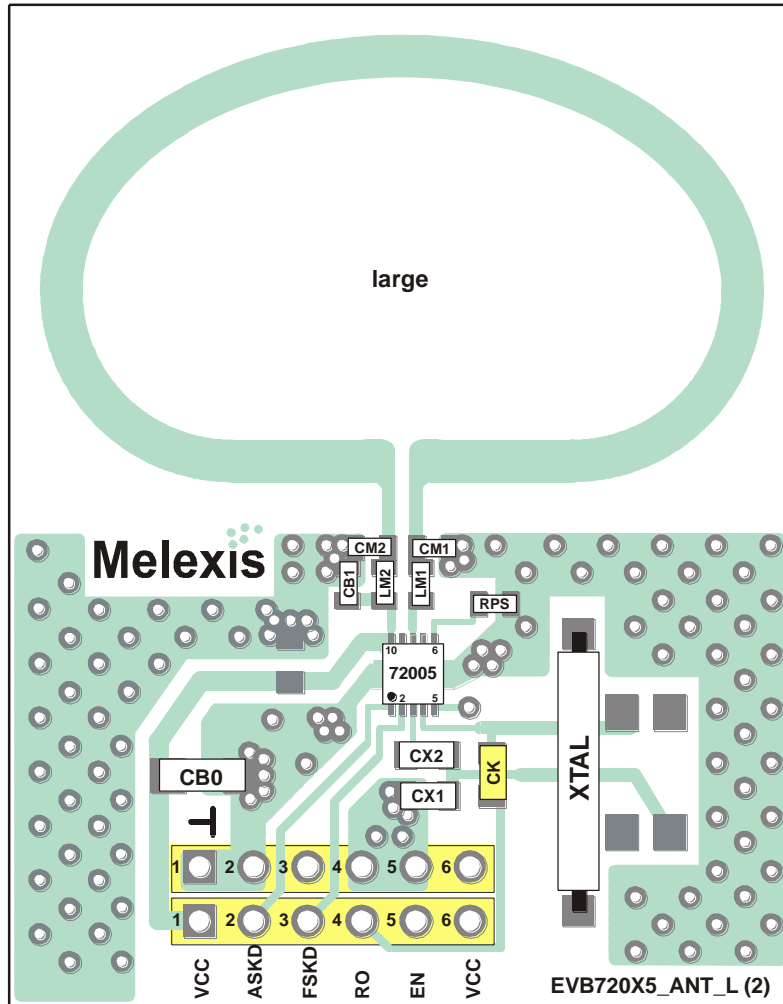 large
Melexis
CM2 CM1
CB1 LM2 LM1
RPS
10 6
72005
2 5
CX2
CK
XTAL
CB0
CX1
1 2 3 4 5 6
1 2 3 4 5 6
VCC ASKD FSKD RO EN VCC
EVB720X5_ANT_L (2)